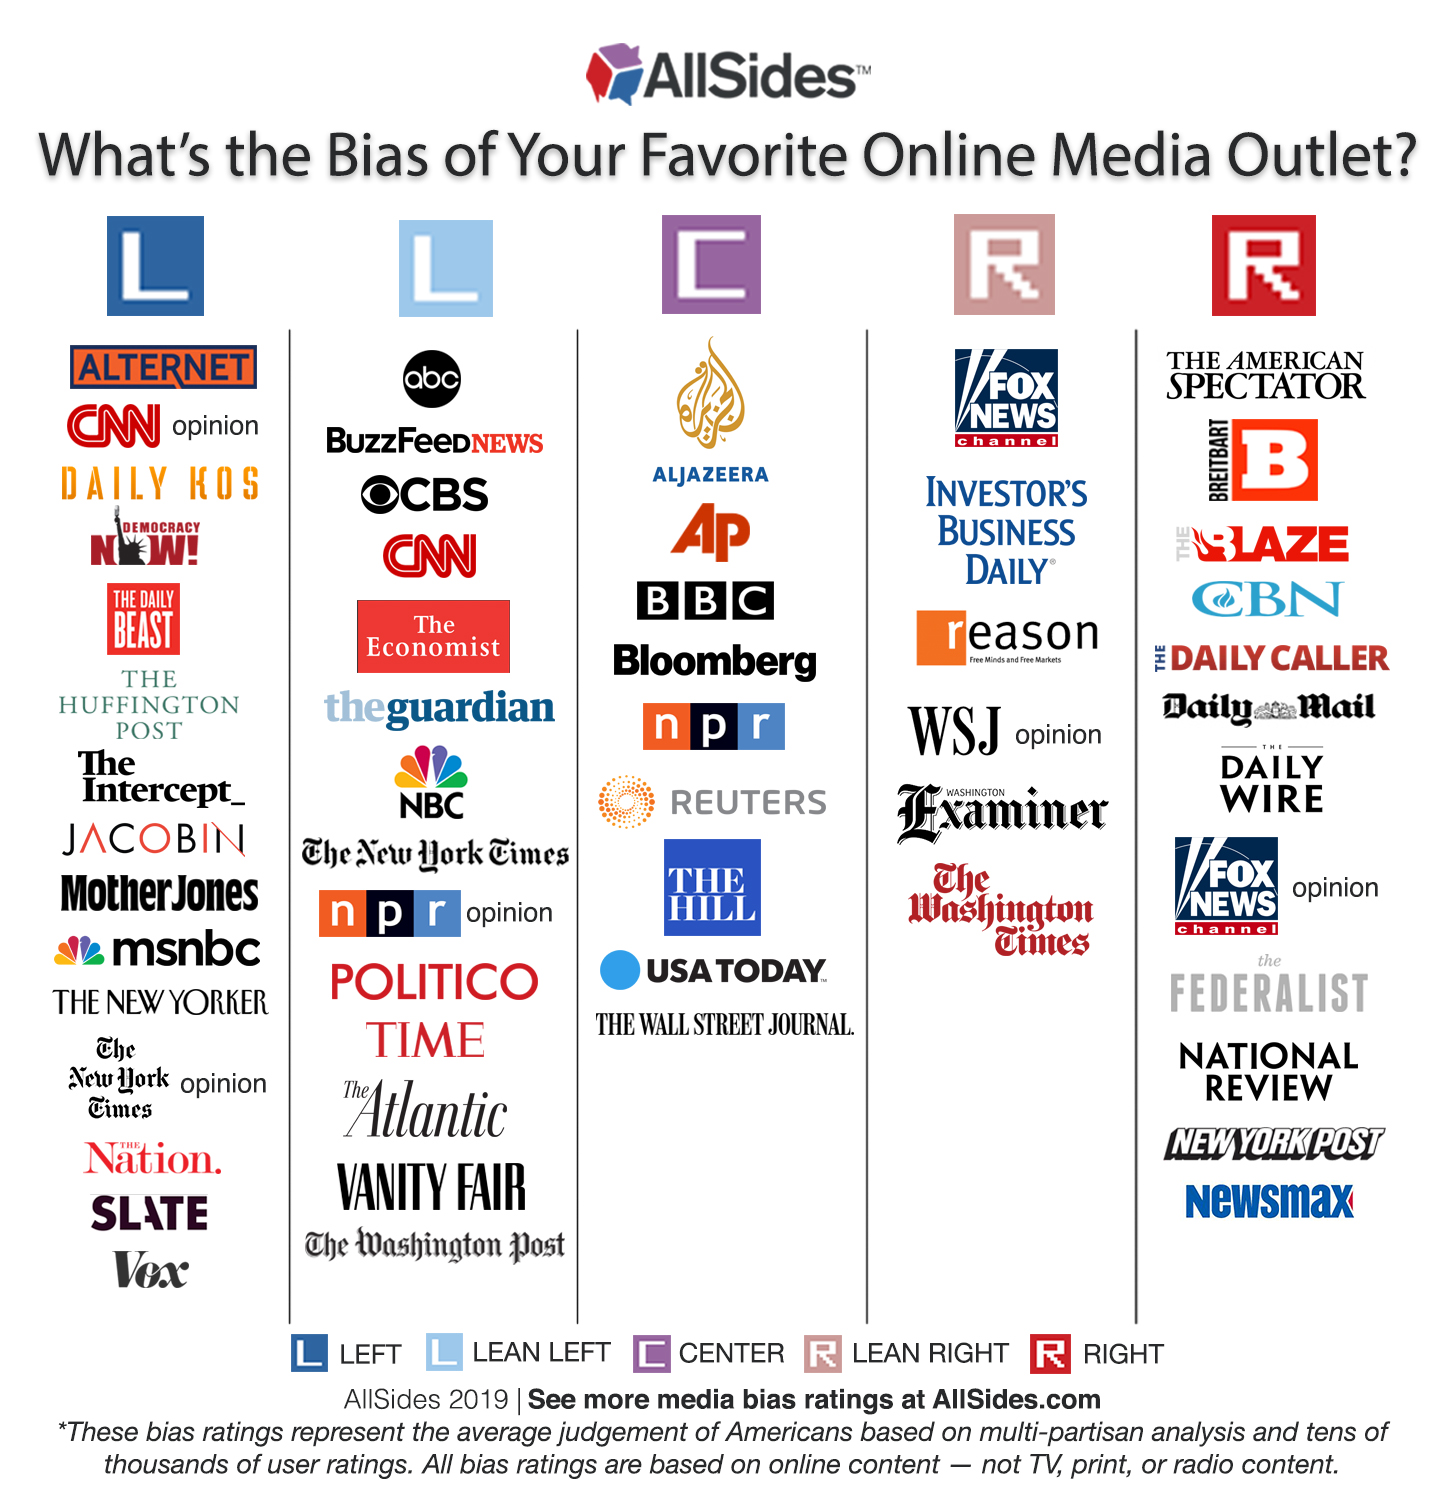 AllSides™
What's the Bias of Your Favorite Online Media Outlet?
L
L
C
R
R
ALTERNET
CNN opinion
DAILY KOS
DEMOCRACY
NOW!
THE DAILY
BEAST
THE
HUFFINGTON
POST
The
Intercept_
JACOBIN
Mother Jones
msnbc
THE NEW YORKER
The
New York
Times
opinion
THE
Nation.
SLATE
Vox
abc
BUZZFEED NEWS
CBS
CNN
The
Economist
theguardian
NBC
The New York Times
npr opinion
POLITICO
TIME
The
Atlantic
VANITY FAIR
The Washington Post
ALJAZEERA
AP
BBC
Bloomberg
npr
REUTERS
THE
HILL
USA TODAY
THE WALL STREET JOURNAL.
FOX
NEWS
channel
INVESTOR'S
BUSINESS
DAILY®
reason
Free Minds and Free Markets
WSJ opinion
WASHINGTON
Examiner
The
Washington
Times
THE AMERICAN
SPECTATOR
BREITBART
B
THE BLAZE
CBN
THE DAILY CALLER
Daily Mail
THE
DAILY
WIRE
FOX
NEWS
channel
opinion
the
FEDERALIST
NATIONAL
REVIEW
NEW YORK POST
Newsmax
L LEFT L LEAN LEFT C CENTER R LEAN RIGHT R RIGHT
AllSides 2019 | See more media bias ratings at AllSides.com
*These bias ratings represent the average judgement of Americans based on multi-partisan analysis and tens of
thousands of user ratings. All bias ratings are based on online content — not TV, print, or radio content.